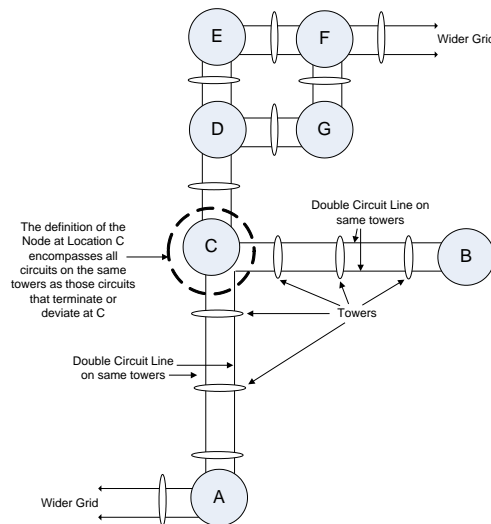 E
F
Wider Grid
D
G
The definition of the
Node at Location C
encompasses all
circuits on the same
towers as those circuits
that terminate or
deviate at C
C
Double Circuit Line on
same towers
B
Towers
Double Circuit Line
on same towers
Wider Grid
A